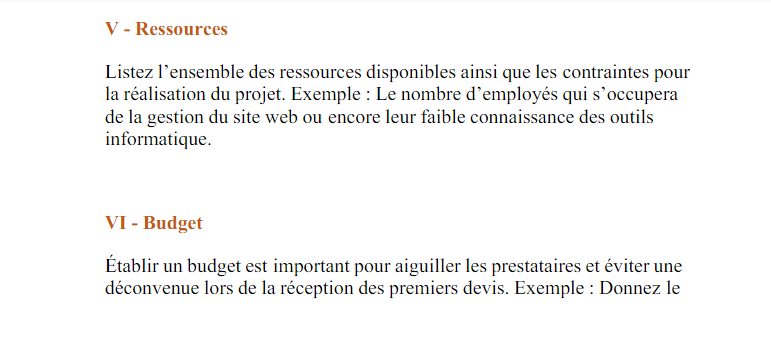 V - Ressources
Listez l’ensemble des ressources disponibles ainsi que les contraintes pour
la réalisation du projet. Exemple : Le nombre d’employés qui s’occupera
de la gestion du site web ou encore leur faible connaissance des outils
informatique.
VI - Budget
Établir un budget est important pour aiguiller les prestataires et éviter une
déconvenue lors de la réception des premiers devis. Exemple : Donnez le